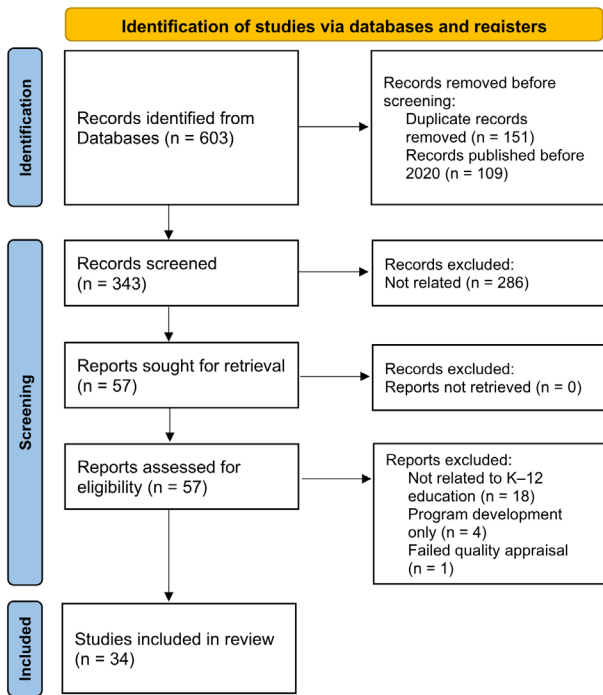 Identification of studies via databases and registers
Identification
Records identified from
Databases (n = 603)
Records removed before
screening:
Duplicate records
removed (n = 151)
Records published before
2020 (n = 109)
Screening
Records screened
(n = 343)
Records excluded:
Not related (n = 286)
Reports sought for retrieval
(n = 57)
Records excluded:
Reports not retrieved (n = 0)
Reports assessed for
eligibility (n = 57)
Reports excluded:
Not related to K–12
education (n = 18)
Program development
only (n = 4)
Failed quality appraisal
(n = 1)
Included
Studies included in review
(n = 34)